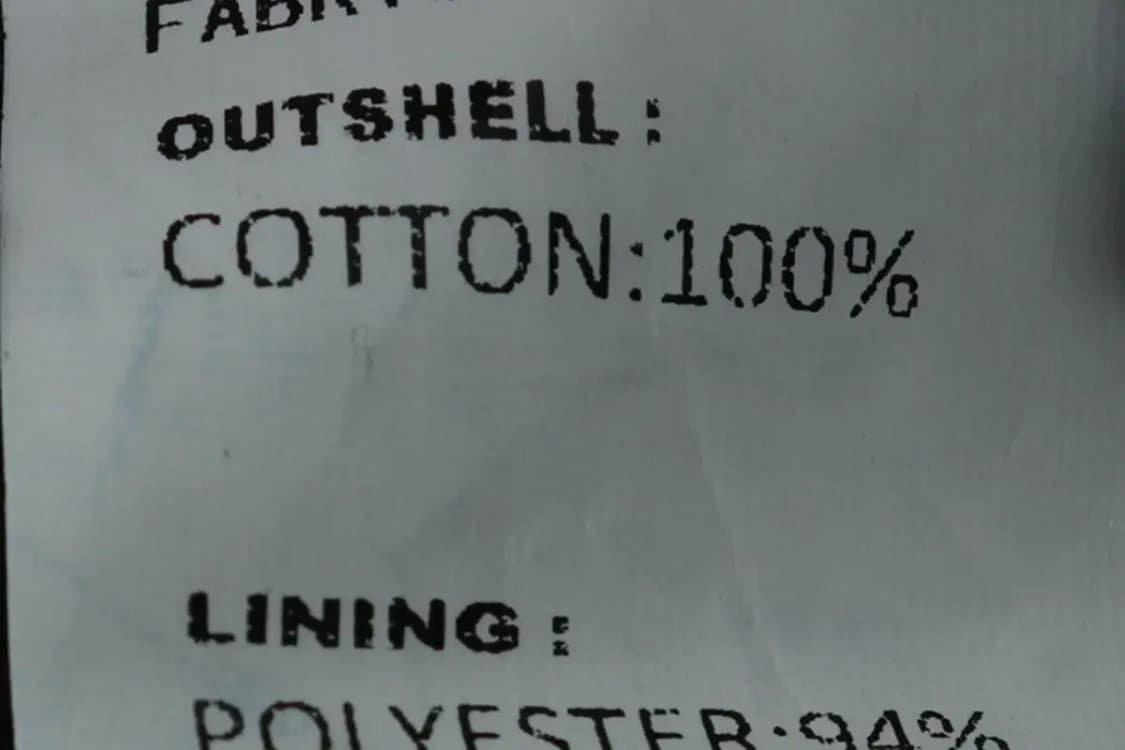 OUTSHELL:
COTTON:100%
LINING:
POLYESTER:94%